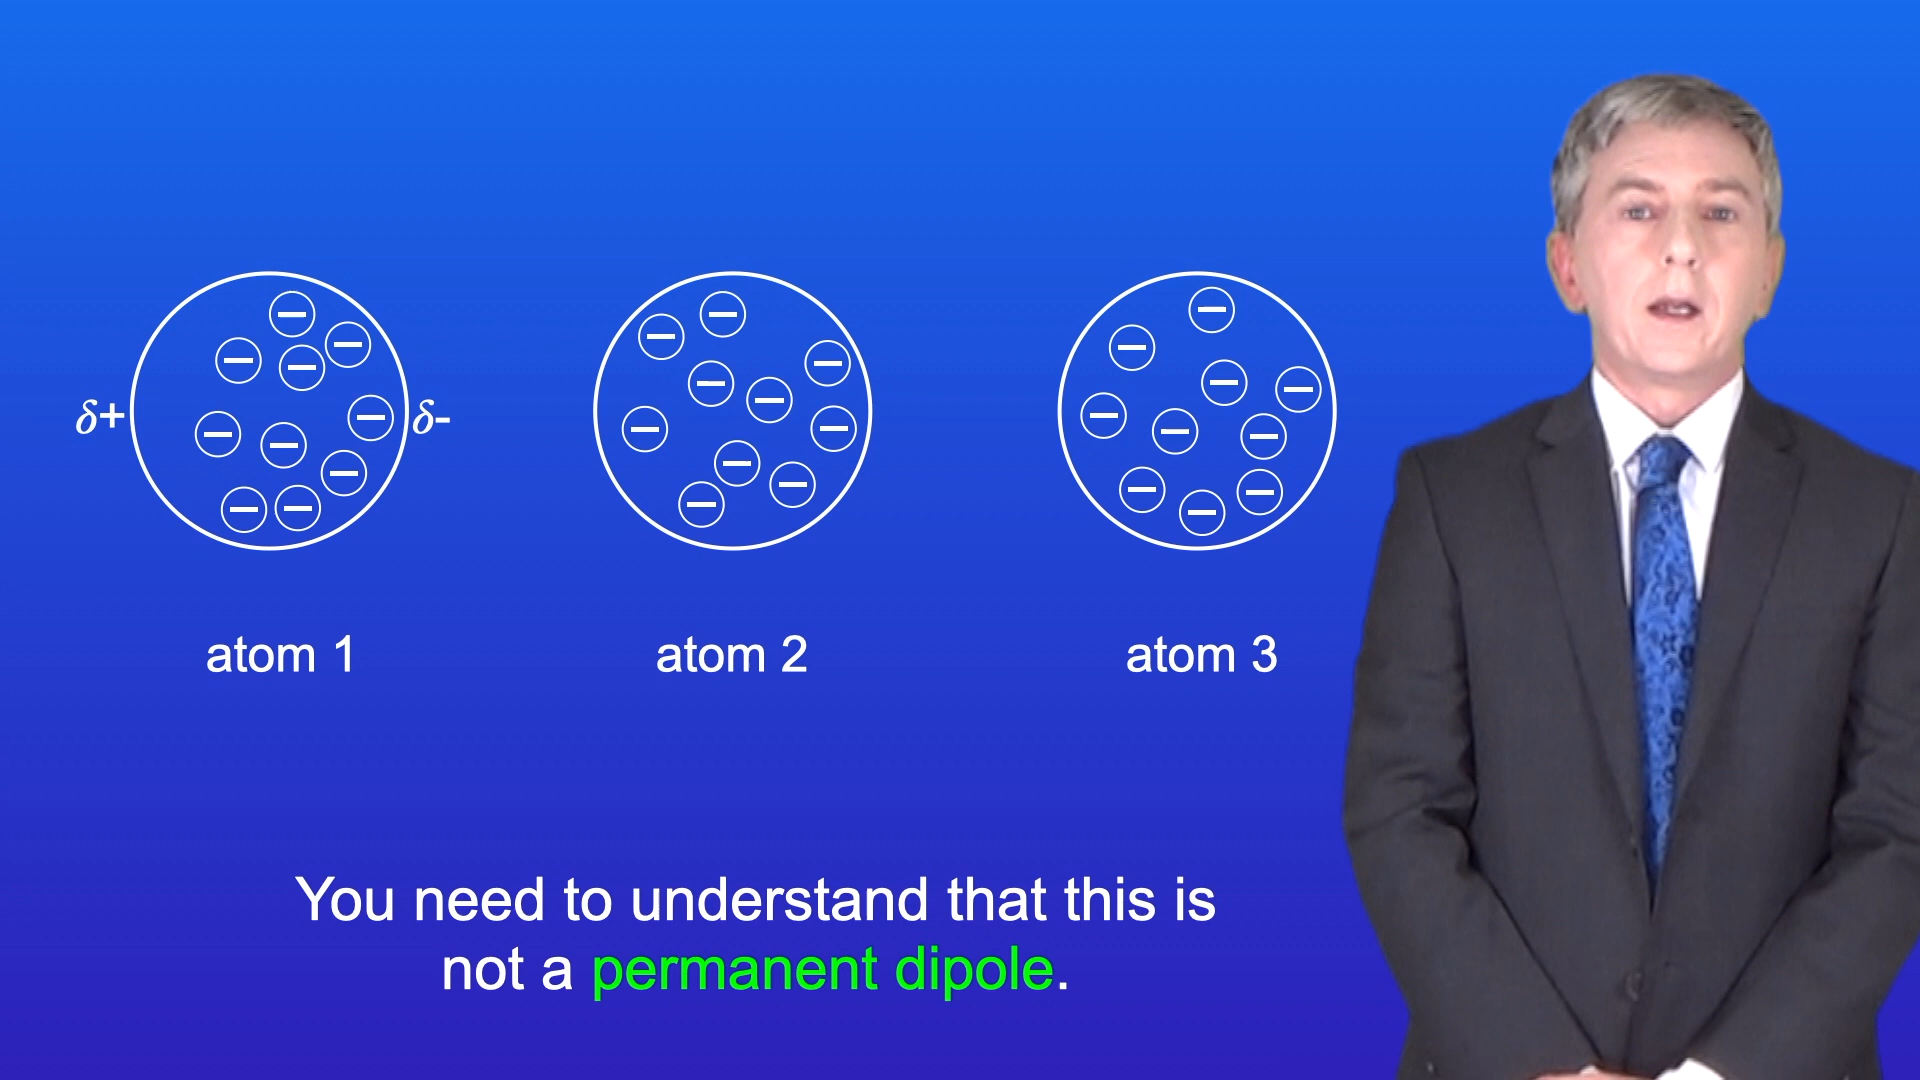 δ+ δ-
atom 1 atom 2 atom 3
You need to understand that this is
not a permanent dipole.